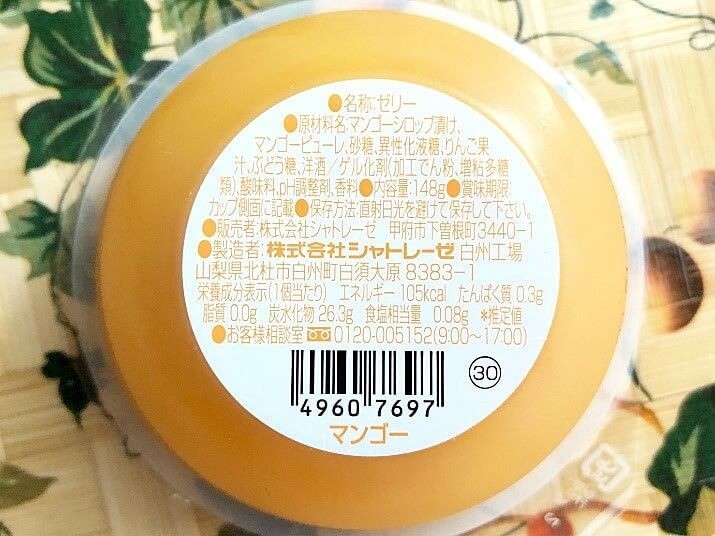 ●名称:ゼリー
●原材料名:マンゴーシロップ漬け、
マンゴーピューレ、砂糖、異性化液糖、りんご果
汁、ぶどう糖、洋酒/ゲル化剤(加工でん粉、増粘多糖
類)、酸味料、pH調整剤、香料●内容量:148g●賞味期限:
カップ側面に記載●保存方法:直射日光を避けて保存して下さい。
●販売者:株式会社シャトレーゼ 甲府市下曽根町3440-1
●製造者:株式会社シャトレーゼ 白州工場
山梨県北杜市白州町白須大原 8383-1
栄養成分表示(1個当たり) エネルギー 105kcal たんぱく質 0.3g
脂質 0.0g 炭水化物 26.3g 食塩相当量 0.08g *推定値
●お客様相談室 0120-005152(9:00〜17:00)
30
4960 7697
マンゴー